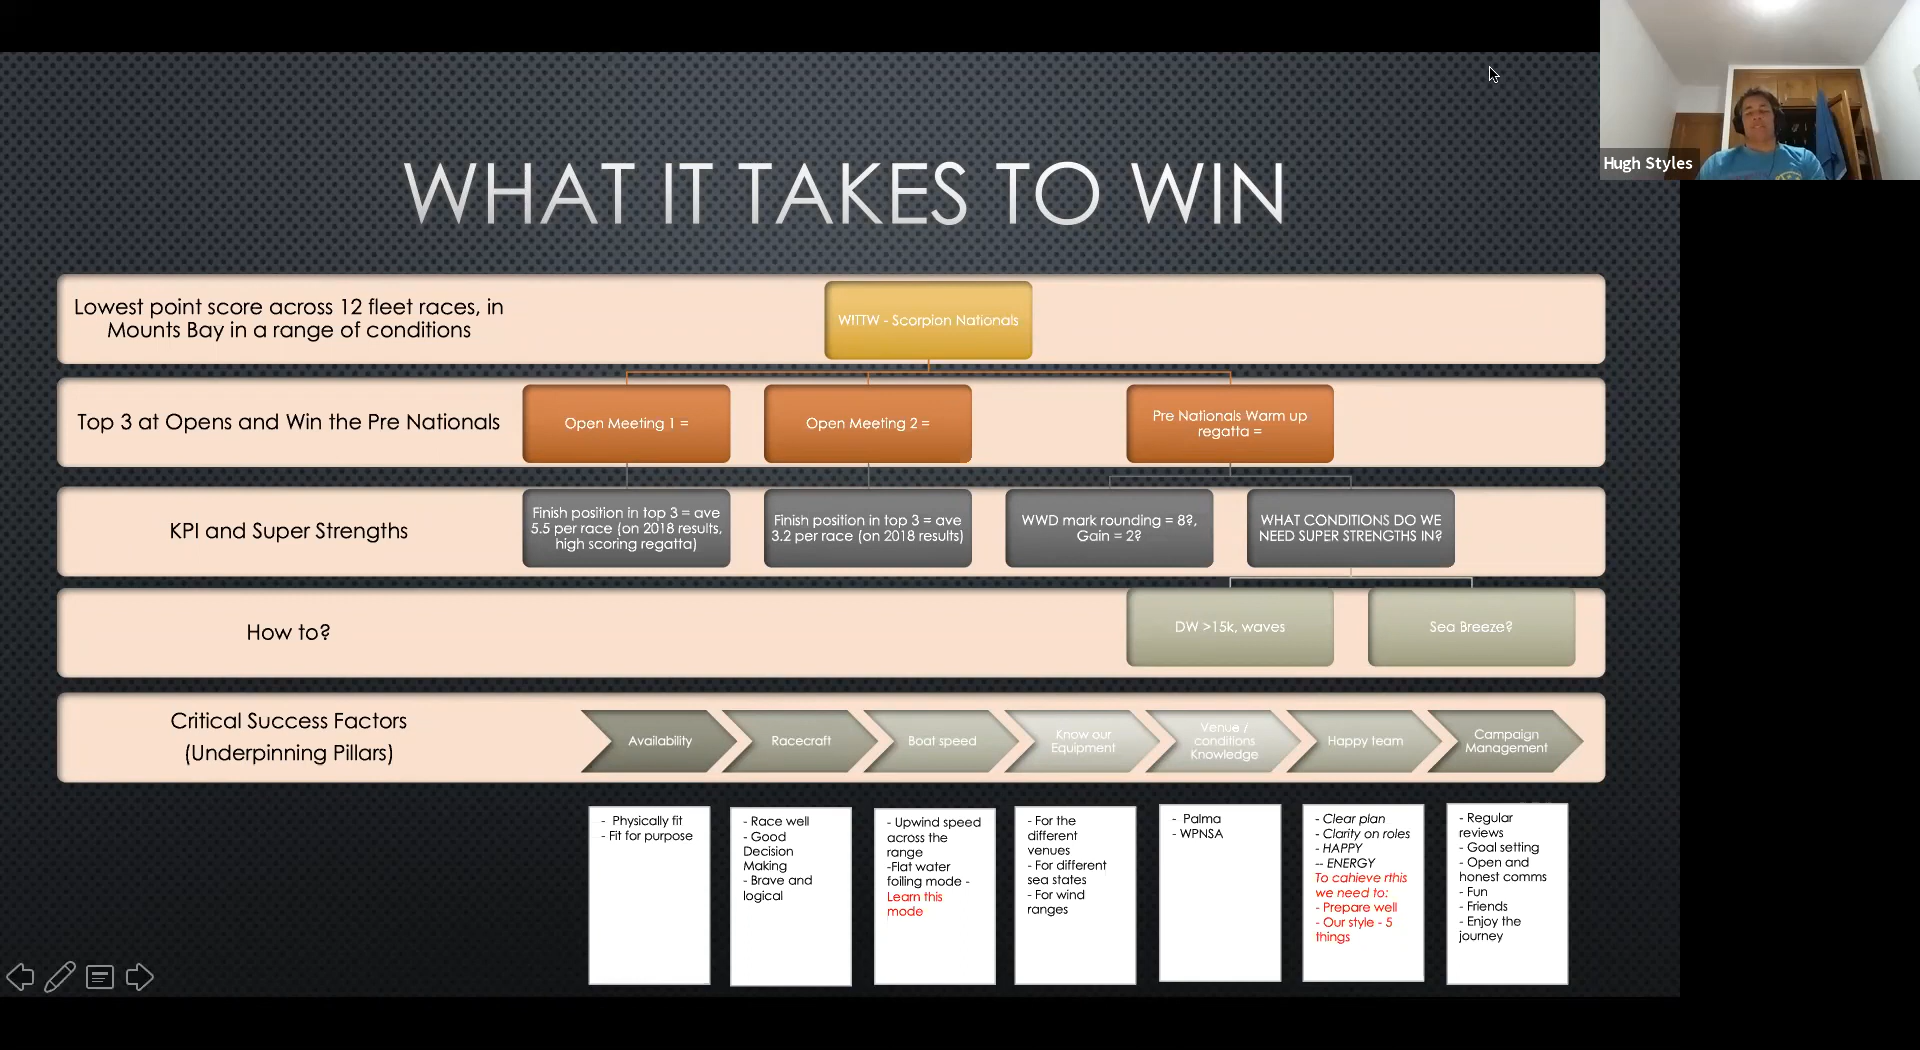 Hugh Styles
WHAT IT TAKES TO WIN
Lowest point score across 12 fleet races, in
Mounts Bay in a range of conditions
WITTW - Scorpion Nationals
Top 3 at Opens and Win the Pre Nationals
Open Meeting 1 =
Open Meeting 2 =
Pre Nationals Warm up
regatta =
KPI and Super Strengths
Finish position in top 3 = ave
5.5 per race (on 2018 results,
high scoring regatta)
Finish position in top 3 = ave
3.2 per race (on 2018 results)
WWD mark rounding = 8?,
Gain = 2?
WHAT CONDITIONS DO WE
NEED SUPER STRENGTHS IN?
How to?
DW >15k, waves
Sea Breeze?
Critical Success Factors
(Underpinning Pillars)
Availability
Racecraft
Boat speed
Know our
Equipment
Venue /
conditions
Knowledge
Happy team
Campaign
Management
- Physically fit
- Fit for purpose
- Race well
- Good
Decision
Making
- Brave and
logical
- Upwind speed
across the
range
-Flat water
foiling mode -
Learn this
mode
- For the
different
venues
- For different
sea states
- For wind
ranges
- Palma
- WPNSA
- Clear plan
- Clarity on roles
- HAPPY
-- ENERGY
To cahieve rthis
we need to:
- Prepare well
- Our style - 5
things
- Regular
reviews
- Goal setting
- Open and
honest comms
- Fun
- Friends
- Enjoy the
journey